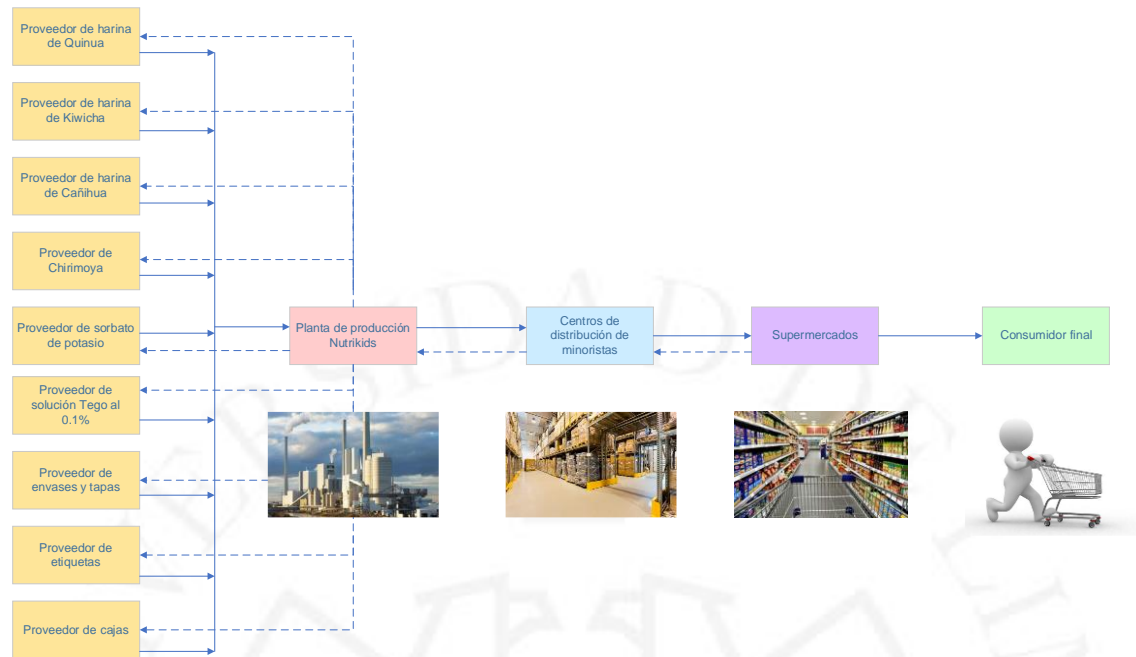 Proveedor de harina
de Quinua
Proveedor de harina
de Kiwicha
Proveedor de harina
de Cañihua
Proveedor de
Chirimoya
Proveedor de sorbato
de potasio
Proveedor de
solución Tego al
0.1%
Proveedor de
envases y tapas
Proveedor de
etiquetas
Proveedor de cajas
Planta de producción
Nutrikids
Centros de
distribución de
minoristas
Supermercados
Consumidor final